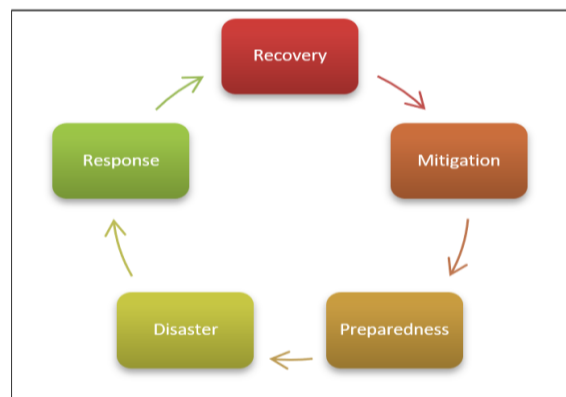 Recovery
Mitigation
Preparedness
Disaster
Response